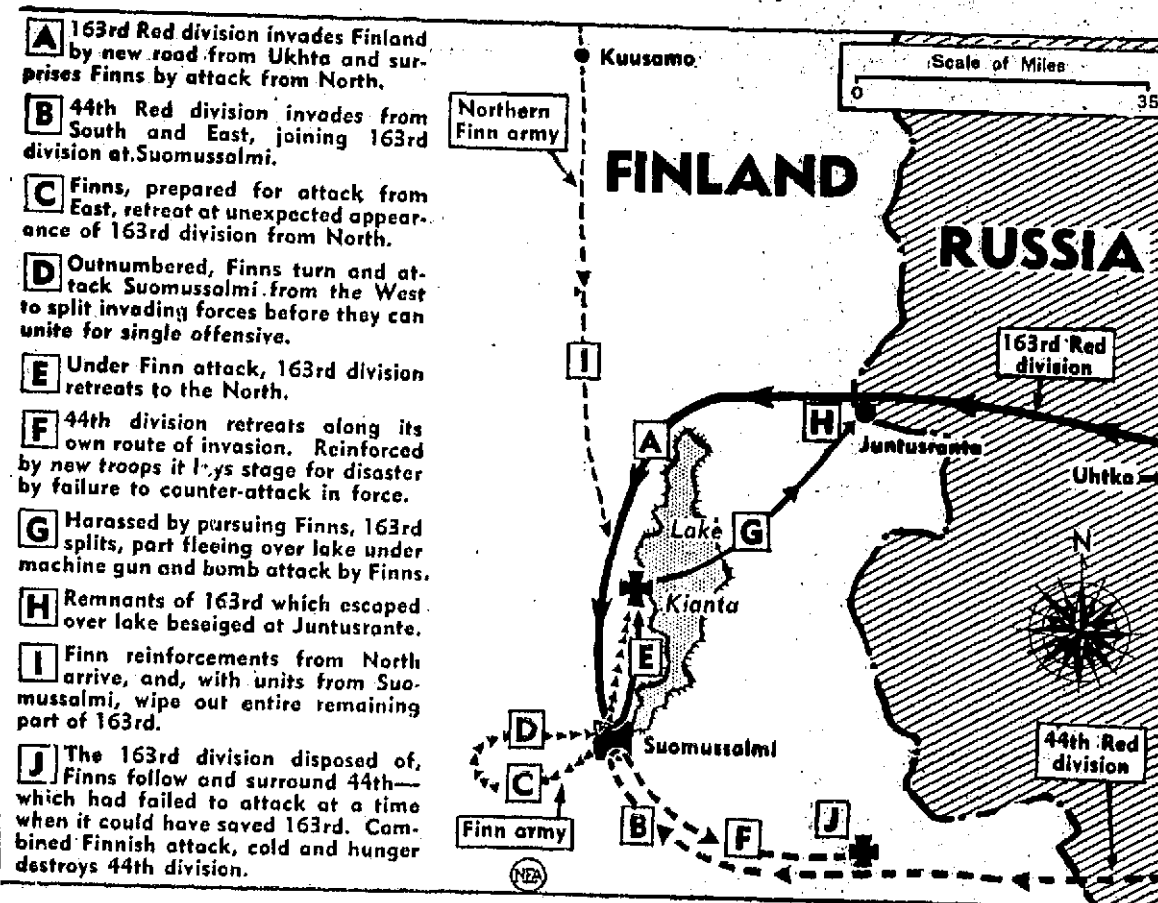 A 163rd Red division invades Finland
by new road from Ukhta and sur-
prises Finns by attack from North.
B 44th Red division invades from
South and East, joining 163rd
division at Suomussalmi.
C Finns, prepared for attack from
East, retreat at unexpected appear-
ance of 163rd division from North.
D Outnumbered, Finns turn and at-
tack Suomussalmi from the West
to split invading forces before they can
unite for single offensive.
E Under Finn attack, 163rd division
retreats to the North.
F 44th division retreats along its
own route of invasion. Reinforced
by new troops it lays stage for disaster
by failure to counter-attack in force.
G Harassed by pursuing Finns, 163rd
splits, part fleeing over lake under
machine gun and bomb attack by Finns.
H Remnants of 163rd which escaped
over lake beseiged at Juntusrante.
I Finn reinforcements from North
arrive, and, with units from Suo-
mussalmi, wipe out entire remaining
part of 163rd.
J The 163rd division disposed of,
Finns follow and surround 44th—
which had failed to attack at a time
when it could have saved 163rd. Com-
bined Finnish attack, cold and hunger
destroys 44th division.
Kuusamo
Scale of Miles
0 35
Northern
Finn army
FINLAND
RUSSIA
163rd Red
division
I
A
H
Juntusranta
Uhtka
Lake
G
N
Kianta
E
D
Suomussalmi
C
44th Red
division
Finn army
B
F
J
NEA